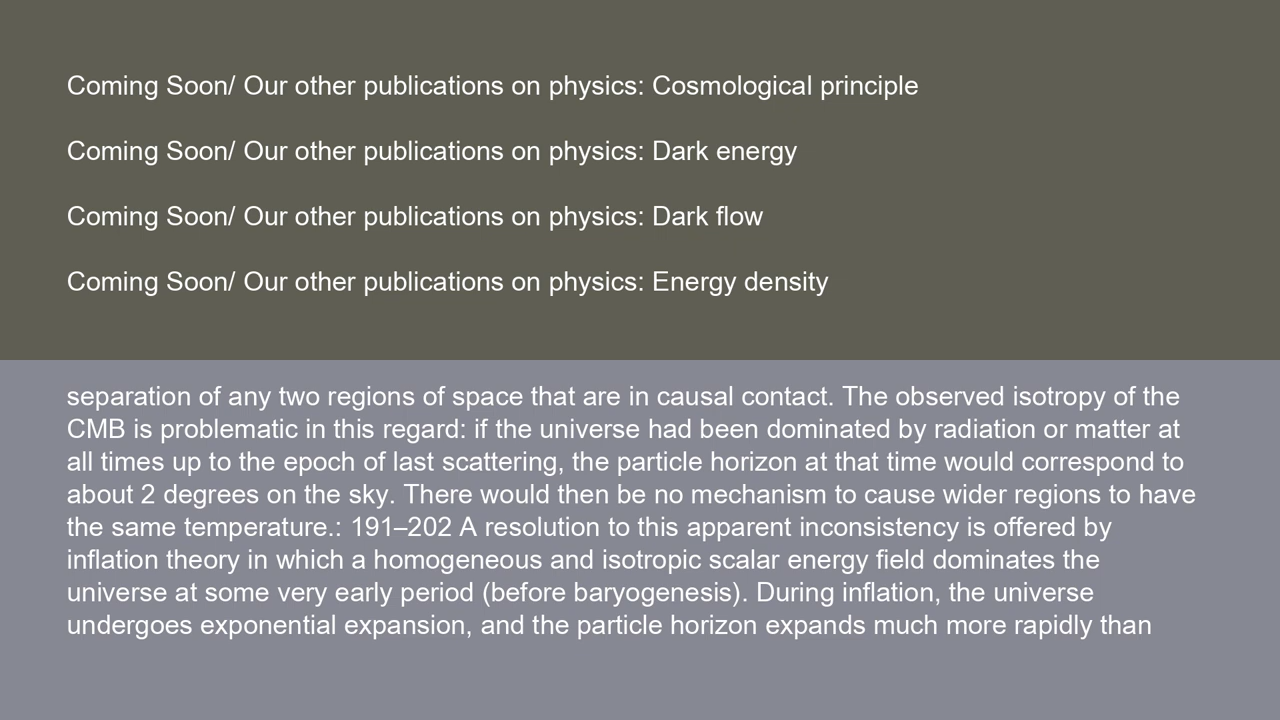 Coming Soon/ Our other publications on physics: Cosmological principle
Coming Soon/ Our other publications on physics: Dark energy
Coming Soon/ Our other publications on physics: Dark flow
Coming Soon/ Our other publications on physics: Energy density
separation of any two regions of space that are in causal contact. The observed isotropy of the
CMB is problematic in this regard: if the universe had been dominated by radiation or matter at
all times up to the epoch of last scattering, the particle horizon at that time would correspond to
about 2 degrees on the sky. There would then be no mechanism to cause wider regions to have
the same temperature.: 191–202 A resolution to this apparent inconsistency is offered by
inflation theory in which a homogeneous and isotropic scalar energy field dominates the
universe at some very early period (before baryogenesis). During inflation, the universe
undergoes exponential expansion, and the particle horizon expands much more rapidly than